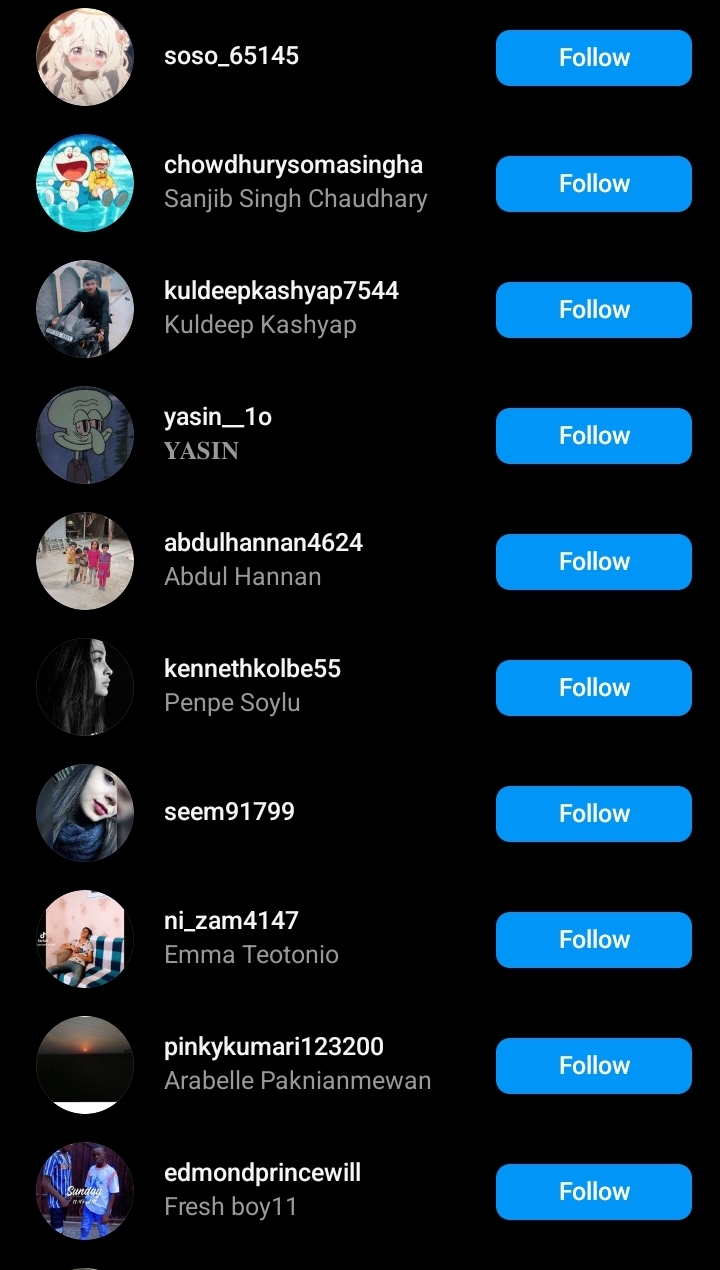 soso_65145
Follow
chowdhurysomasingha
Sanjib Singh Chaudhary
Follow
kuldeepkashyap7544
Kuldeep Kashyap
Follow
yasin__1o
𝐘𝐀𝐒𝐈𝐍
Follow
abdulhannan4624
Abdul Hannan
Follow
kennethkolbe55
Penpe Soylu
Follow
seem91799
Follow
ni_zam4147
Emma Teotonio
Follow
pinkykumari123200
Arabelle Paknianmewan
Follow
Sunday
edmondprincewill
Fresh boy11
Follow